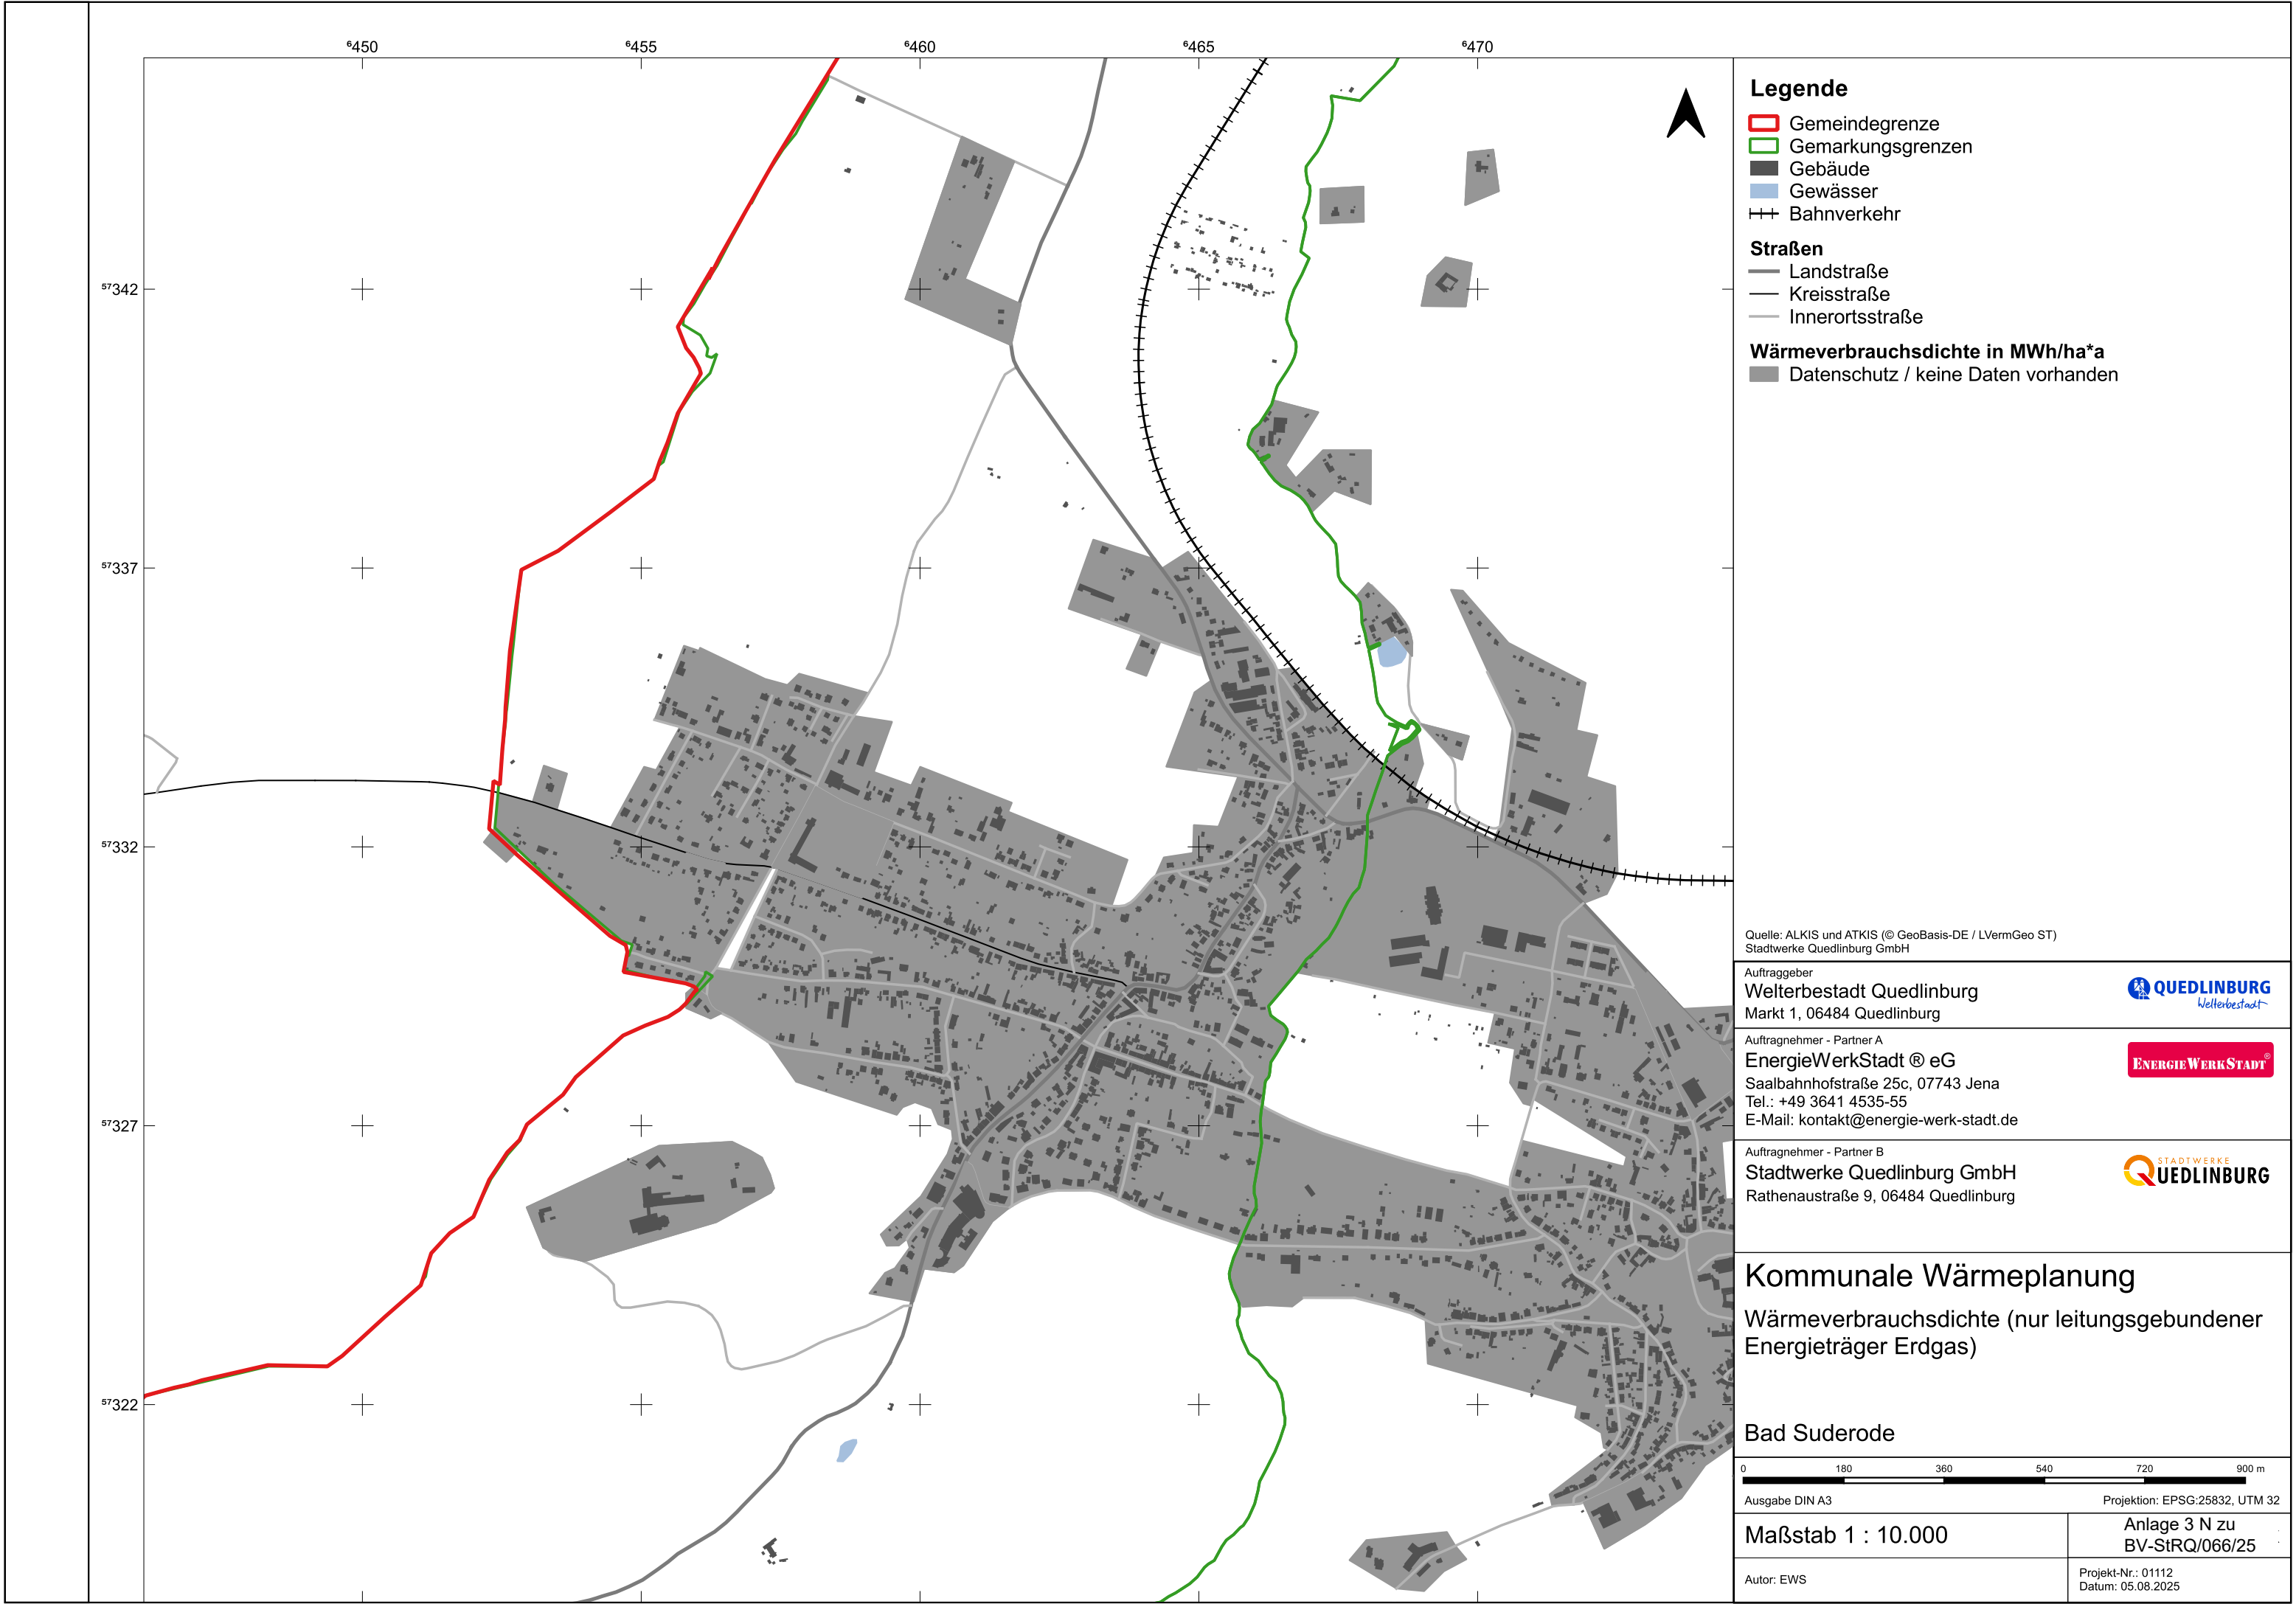 ⁶450 ⁶455 ⁶460 ⁶465 ⁶470
⁵⁷342
⁵⁷337
⁵⁷332
⁵⁷327
⁵⁷322
Legende
Gemeindegrenze
Gemarkungsgrenzen
Gebäude
Gewässer
Bahnverkehr
Straßen
Landstraße
Kreisstraße
Innerortsstraße
Wärmeverbrauchsdichte in MWh/ha*a
Datenschutz / keine Daten vorhanden
Quelle: ALKIS und ATKIS (© GeoBasis-DE / LVermGeo ST)
Stadtwerke Quedlinburg GmbH
Auftraggeber
Welterbestadt Quedlinburg
Markt 1, 06484 Quedlinburg
QUEDLINBURG
Welterbestadt
Auftragnehmer - Partner A
EnergieWerkStadt ® eG
Saalbahnhofstraße 25c, 07743 Jena
Tel.: +49 3641 4535-55
E-Mail: kontakt@energie-werk-stadt.de
ENERGIEWERKSTADT®
Auftragnehmer - Partner B
Stadtwerke Quedlinburg GmbH
Rathenaustraße 9, 06484 Quedlinburg
STADTWERKE
QUEDLINBURG
Kommunale Wärmeplanung
Wärmeverbrauchsdichte (nur leitungsgebundener
Energieträger Erdgas)
Bad Suderode
0 180 360 540 720 900 m
Ausgabe DIN A3 Projektion: EPSG:25832, UTM 32
Maßstab 1 : 10.000
Anlage 3 N zu
BV-StRQ/066/25
Autor: EWS
Projekt-Nr.: 01112
Datum: 05.08.2025